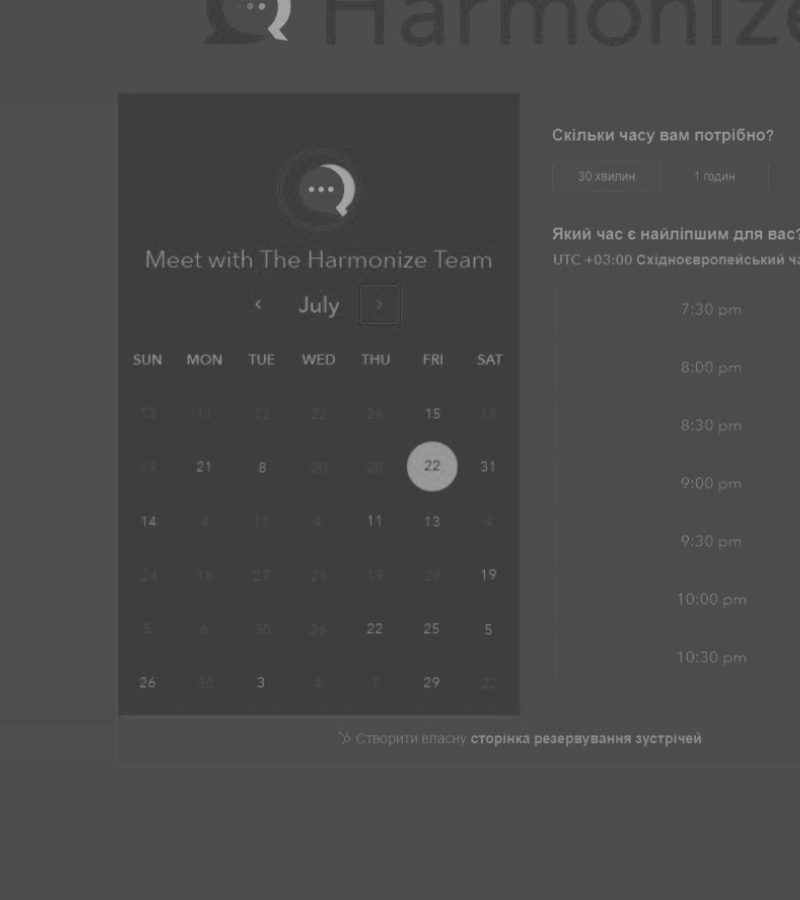 Harmonize
Meet with The Harmonize Team
July
SUN MON TUE WED THU FRI SAT
13 11 22 22 26 15 18
19 21 8 20 28 22 31
14 8 11 4 11 13 4
24 18 27 21 19 29 19
5 6 30 26 22 25 5
26 30 3 4 7 29 22
Скільки часу вам потрібно?
30 хвилин 1 годин
Який час є найліпшим для вас?
UTC +03:00 Східноєвропейський
7:30 pm
8:00 pm
8:30 pm
9:00 pm
9:30 pm
10:00 pm
10:30 pm
Створити власну сторінка резервування зустрічей